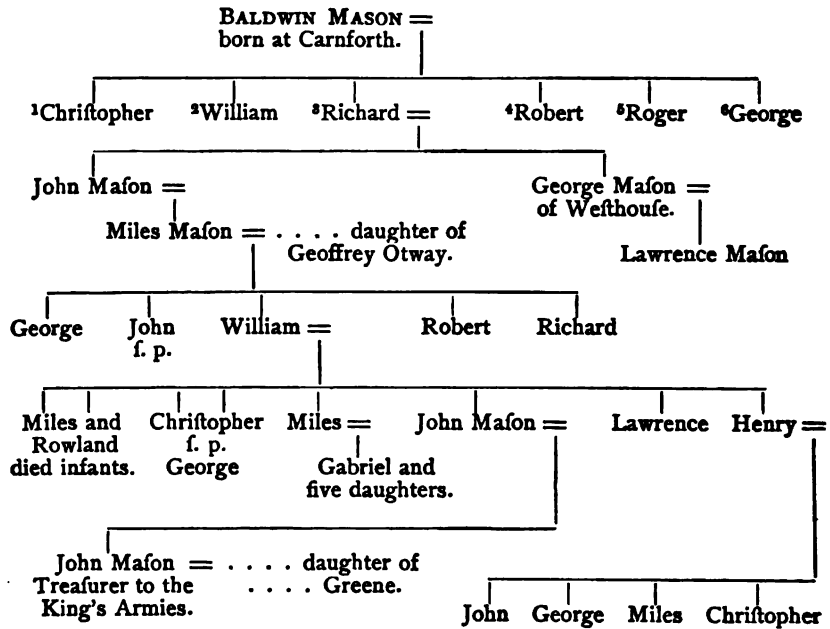 BALDWIN MASON =
born at Carnforth.
¹Chriſtopher ²William ³Richard = ⁴Robert ⁵Roger ⁶George
John Maſon = George Maſon =
of Weſthouſe.
Miles Maſon = . . . . daughter of
Geoffrey Otway.
Lawrence Maſon
George John William = Robert Richard
ſ. p.
Miles and Chriſtopher Miles = John Maſon = Lawrence Henry =
Rowland ſ. p.
died infants. George Gabriel and
five daughters.
John Maſon = . . . . daughter of
Treaſurer to the . . . . Greene.
King's Armies.
John George Miles Chriſtopher